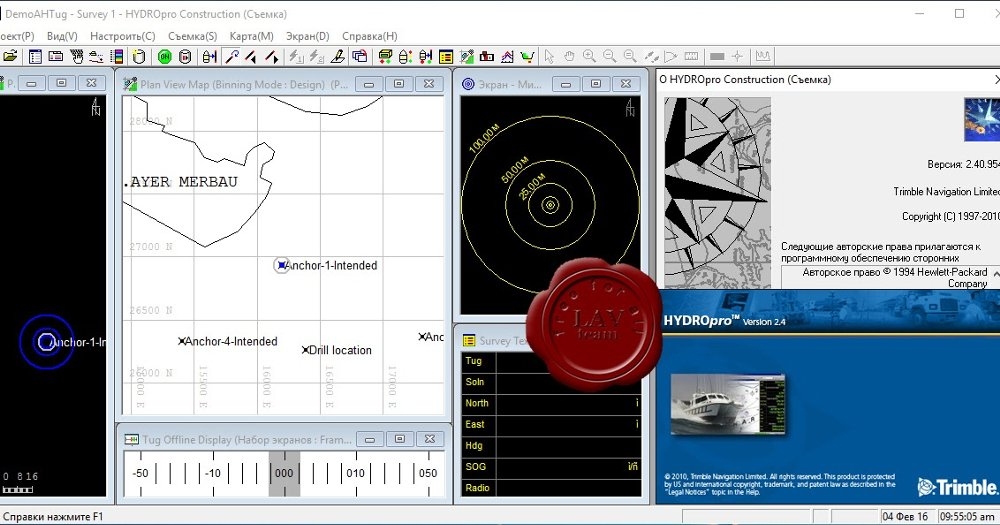 DemoAHTug - Survey 1 - HYDROpro Construction (Съемка)
оект(P) Вид(V) Настроить(C) Съемка(S) Карта(M) Экран(D) Справка(H)
Plan View Map (Binning Mode : Design) (P...
28000 N
.AYER MERBAU
27000 N
Anchor-1-Intended
26500 N
Anchor-4-Intended
Drill location
Anc
26000 N
15000 E
15500 E
16000 E
16500 E
17000 E
Anchor-1-In
0 8 16
Tug Offline Display (Набор экранов : Fram...
-50 -10 000 010 050
Экран - Ми...
100.00м
50.00м
25.00м
Survey Tex
Tug
Soln
North
East
Hdg
SOG
Radio
О HYDROpro Construction (Съемка)
Версия: 2.40.954
Trimble Navigation Limited
Copyright (C) 1997-2010
Следующие авторские права прилагаются к
программному обеспечению сторонних
Авторское право © 1994 Hewlett-Packard
Company
HYDROpro™ Version 2.4
© 2010, Trimble Navigation Limited. All rights reserved. This product is protected
by US and international copyright, trademark, and patent law as described in the
"Legal Notices" topic in the Help.
Trimble.
LAV
team
Справки нажмите F1
04 Фев 16 09:55:05 am